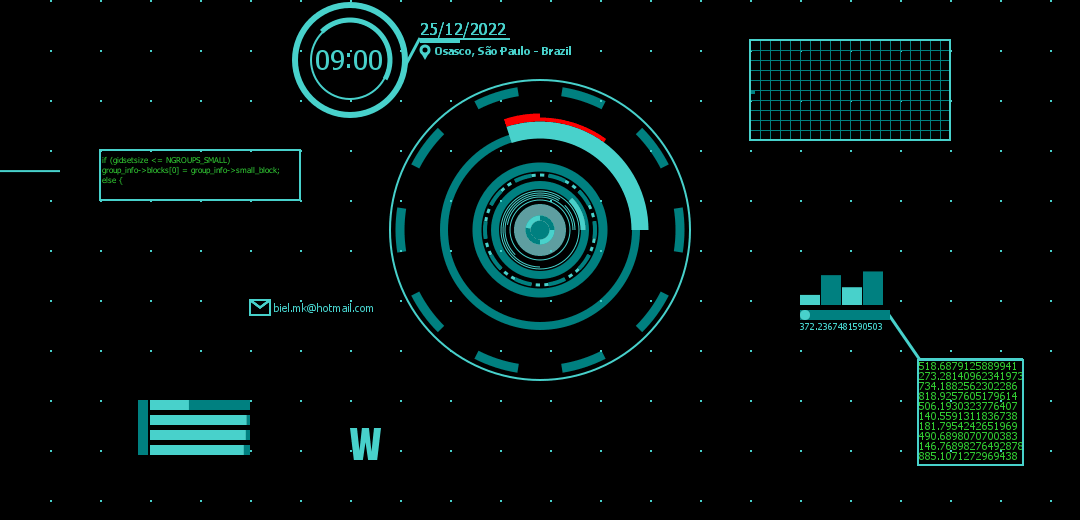 25/12/2022
09:00
Osasco, São Paulo - Brazil
if (gidsetsize <= NGROUPS_SMALL)
group_info->blocks[0] = group_info->small_block;
else {
biel.mk@hotmail.com
372.2367481590503
518.6879125889941
273.28140962341973
734.1882562302286
818.9257605179614
506.1930323776407
140.5591311836738
181.7954242651969
490.6898070700383
146.76898276492878
885.1071272969438
W